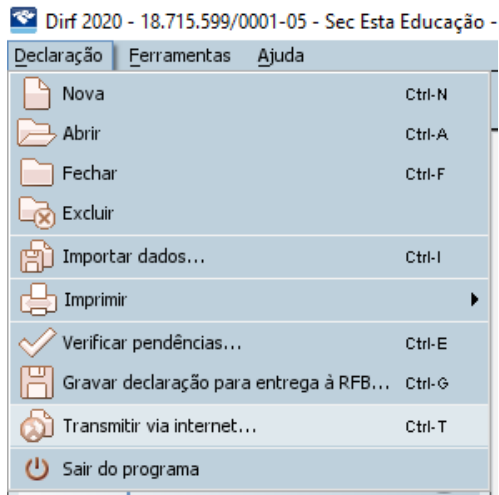 Dirf 2020 - 18.715.599/0001-05 - Sec Esta Educação -
Declaração Ferramentas Ajuda
Nova Ctrl-N
Abrir Ctrl-A
Fechar Ctrl-F
Excluir
Importar dados... Ctrl-I
Imprimir
Verificar pendências... Ctrl-E
Gravar declaração para entrega à RFB... Ctrl-G
Transmitir via internet... Ctrl-T
Sair do programa